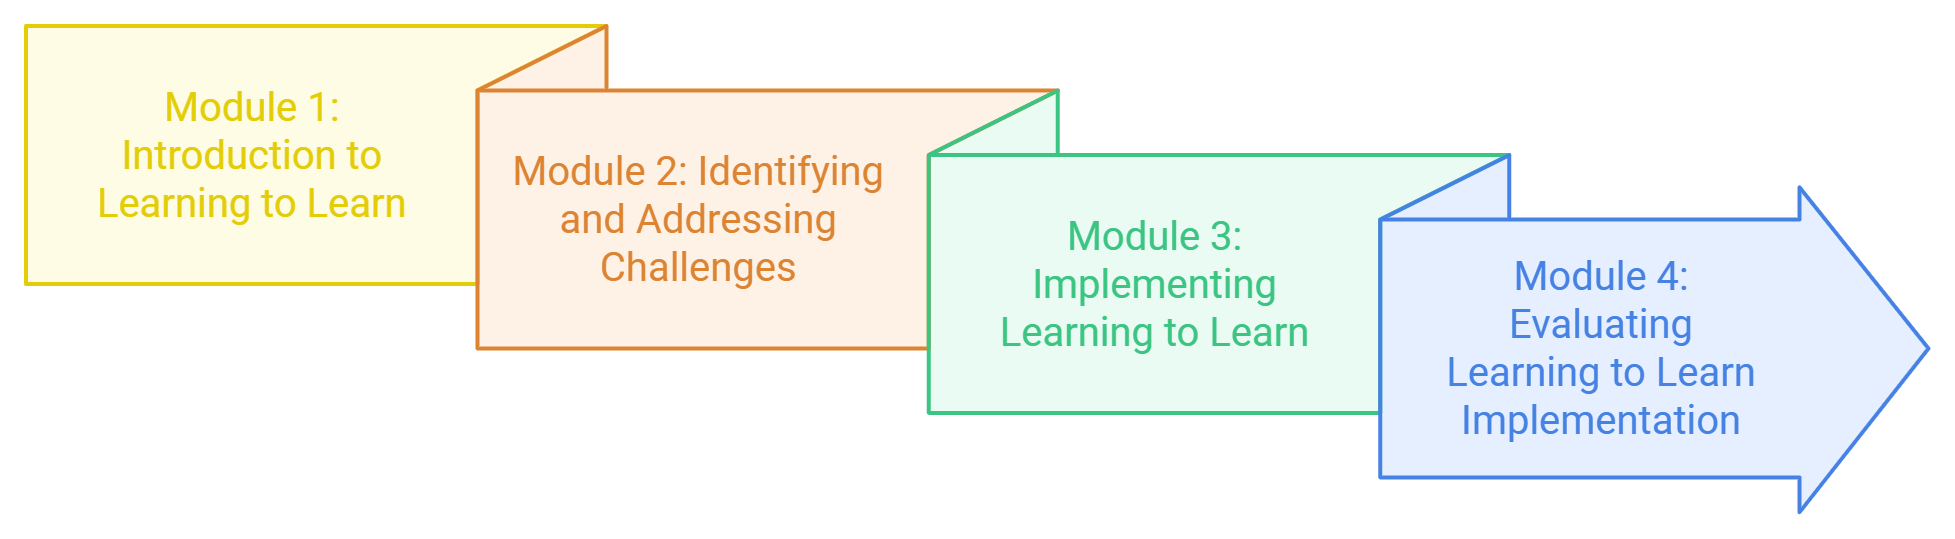 Module 1:
Introduction to
Learning to Learn
Module 2: Identifying
and Addressing
Challenges
Module 3:
Implementing
Learning to Learn
Module 4:
Evaluating
Learning to Learn
Implementation